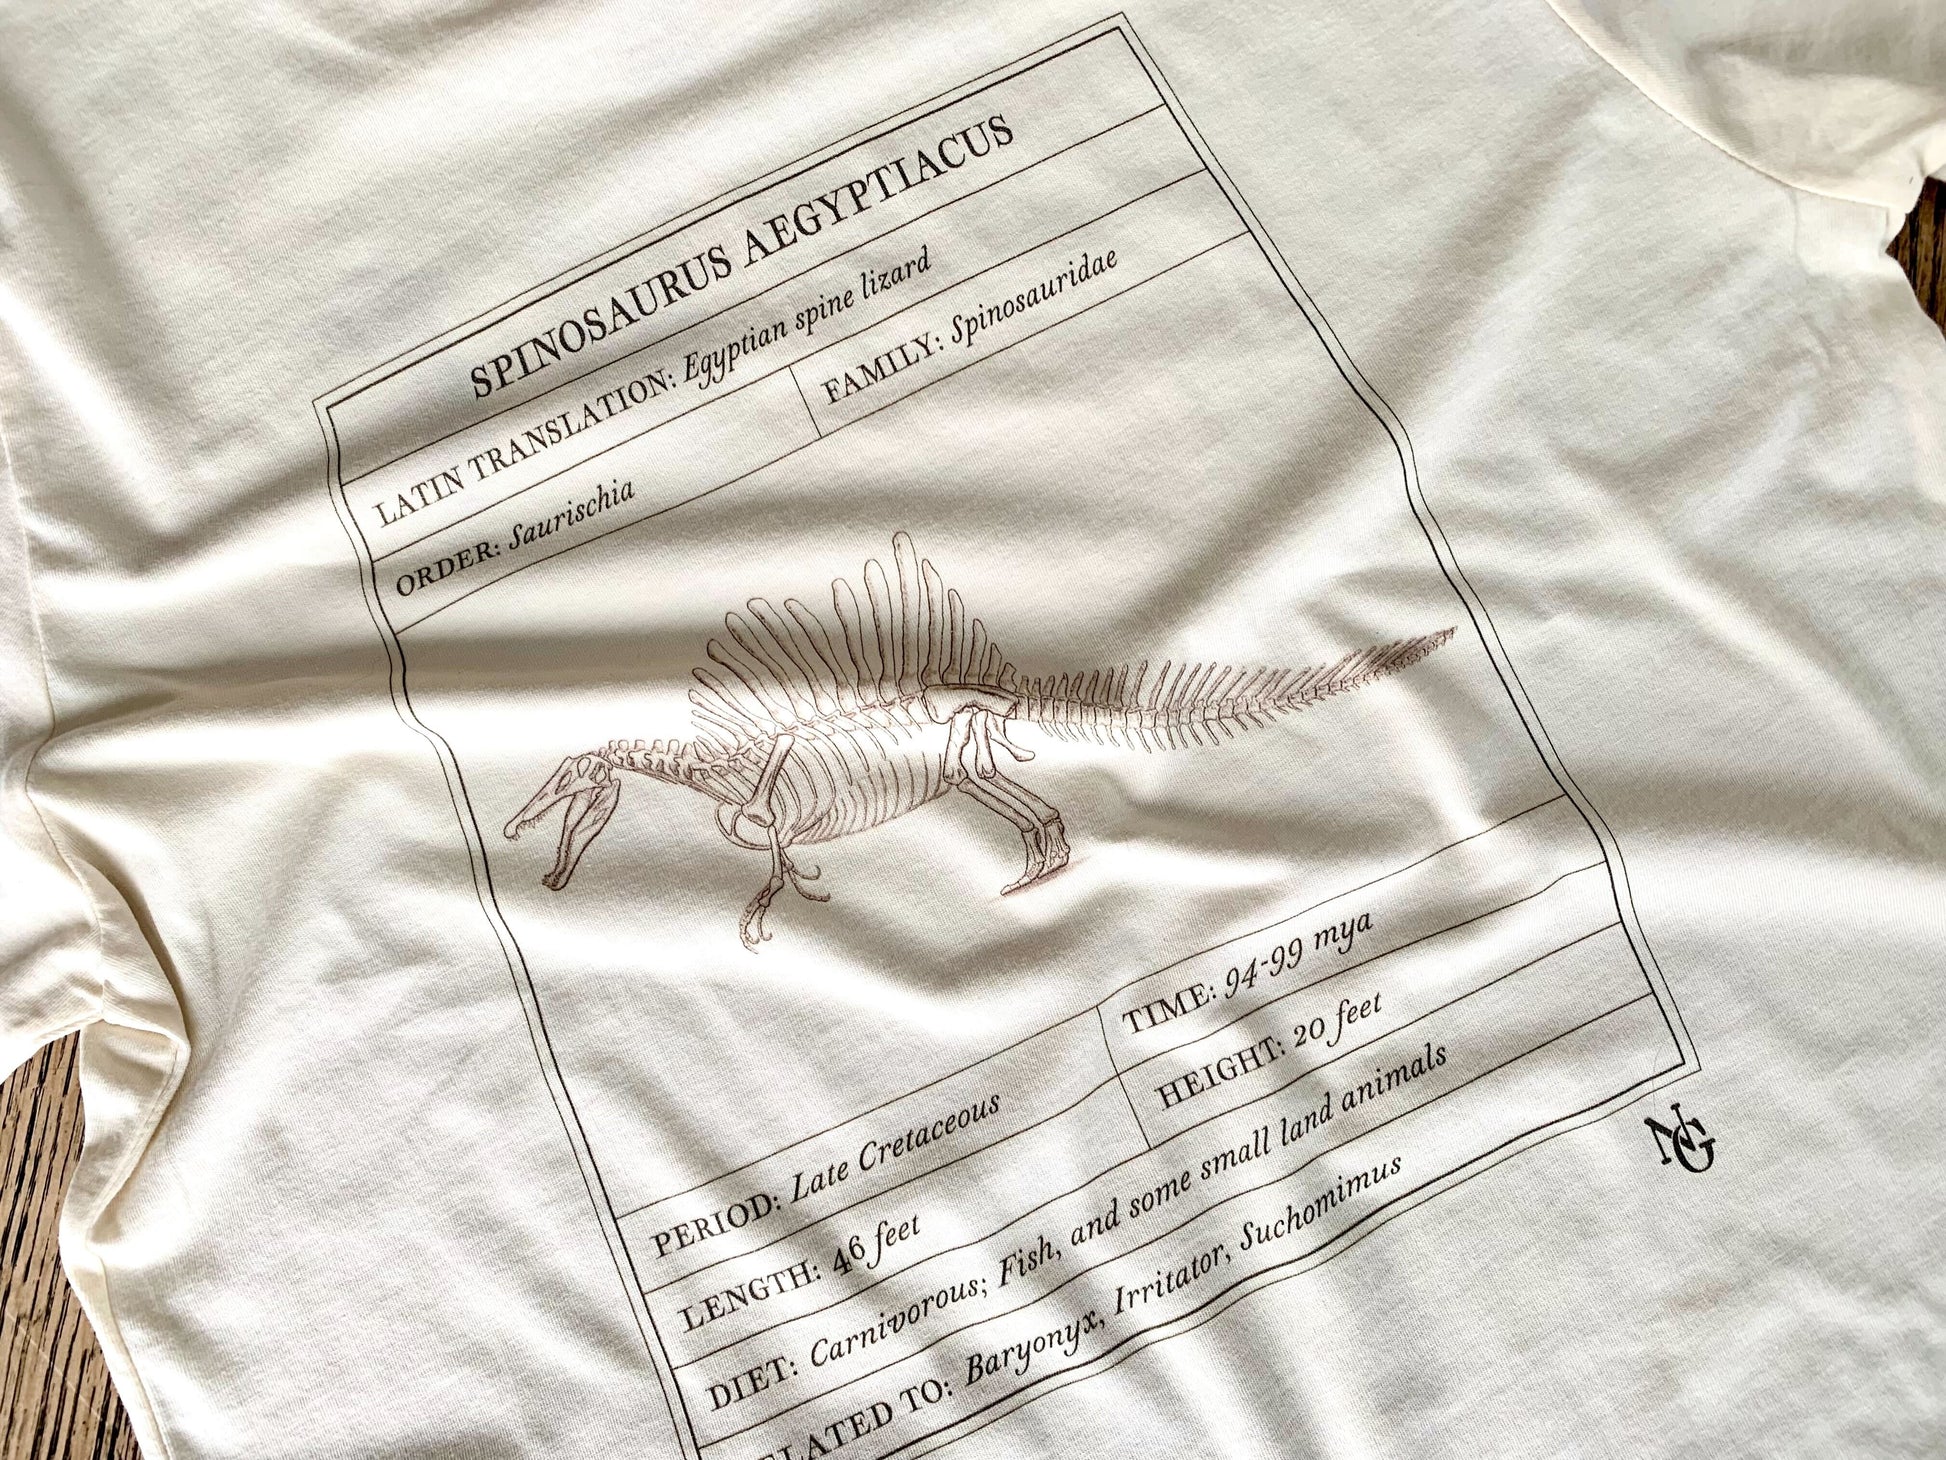 SPINOSAURUS AEGYPTIACUS
LATIN TRANSLATION: Egyptian spine lizard
ORDER: Saurischia FAMILY: Spinosauridae
PERIOD: Late Cretaceous TIME: 94-99 mya
LENGTH: 46 feet HEIGHT: 20 feet
DIET: Carnivorous; Fish, and some small land animals
ELATED TO: Baryonyx, Irritator, Suchomimus
NG